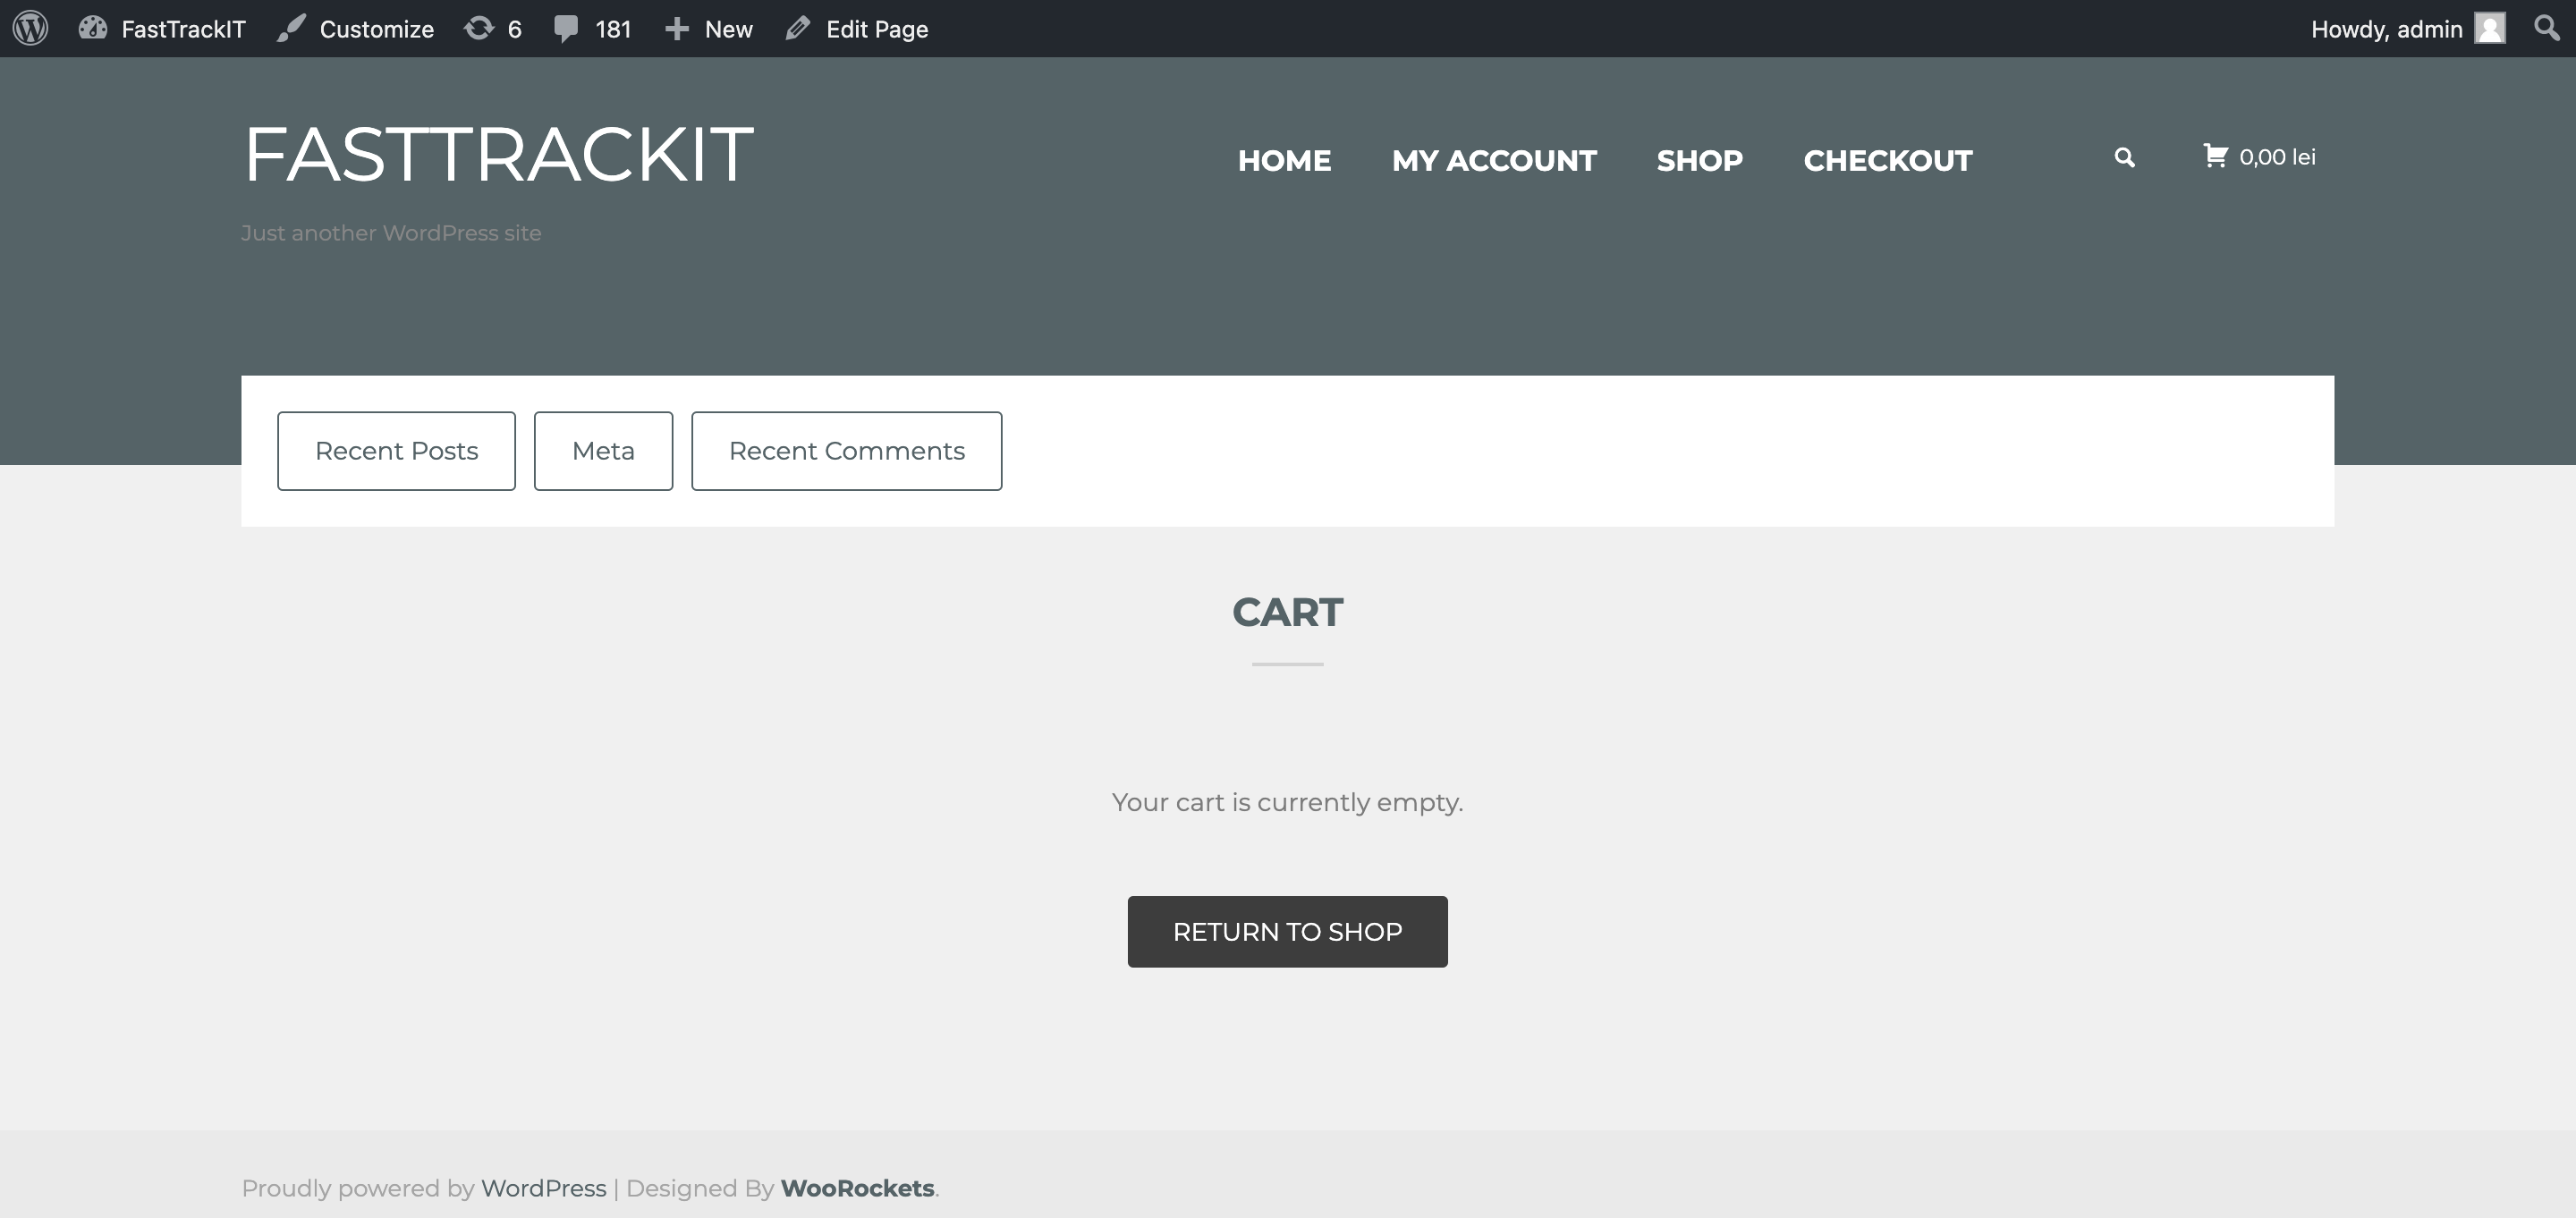 FastTrackIT Customize 6 181 New Edit Page Howdy, admin
FASTTRACKIT
HOME MY ACCOUNT SHOP CHECKOUT 0,00 lei
Just another WordPress site
Recent Posts Meta Recent Comments
CART
Your cart is currently empty.
RETURN TO SHOP
Proudly powered by WordPress | Designed By WooRockets.